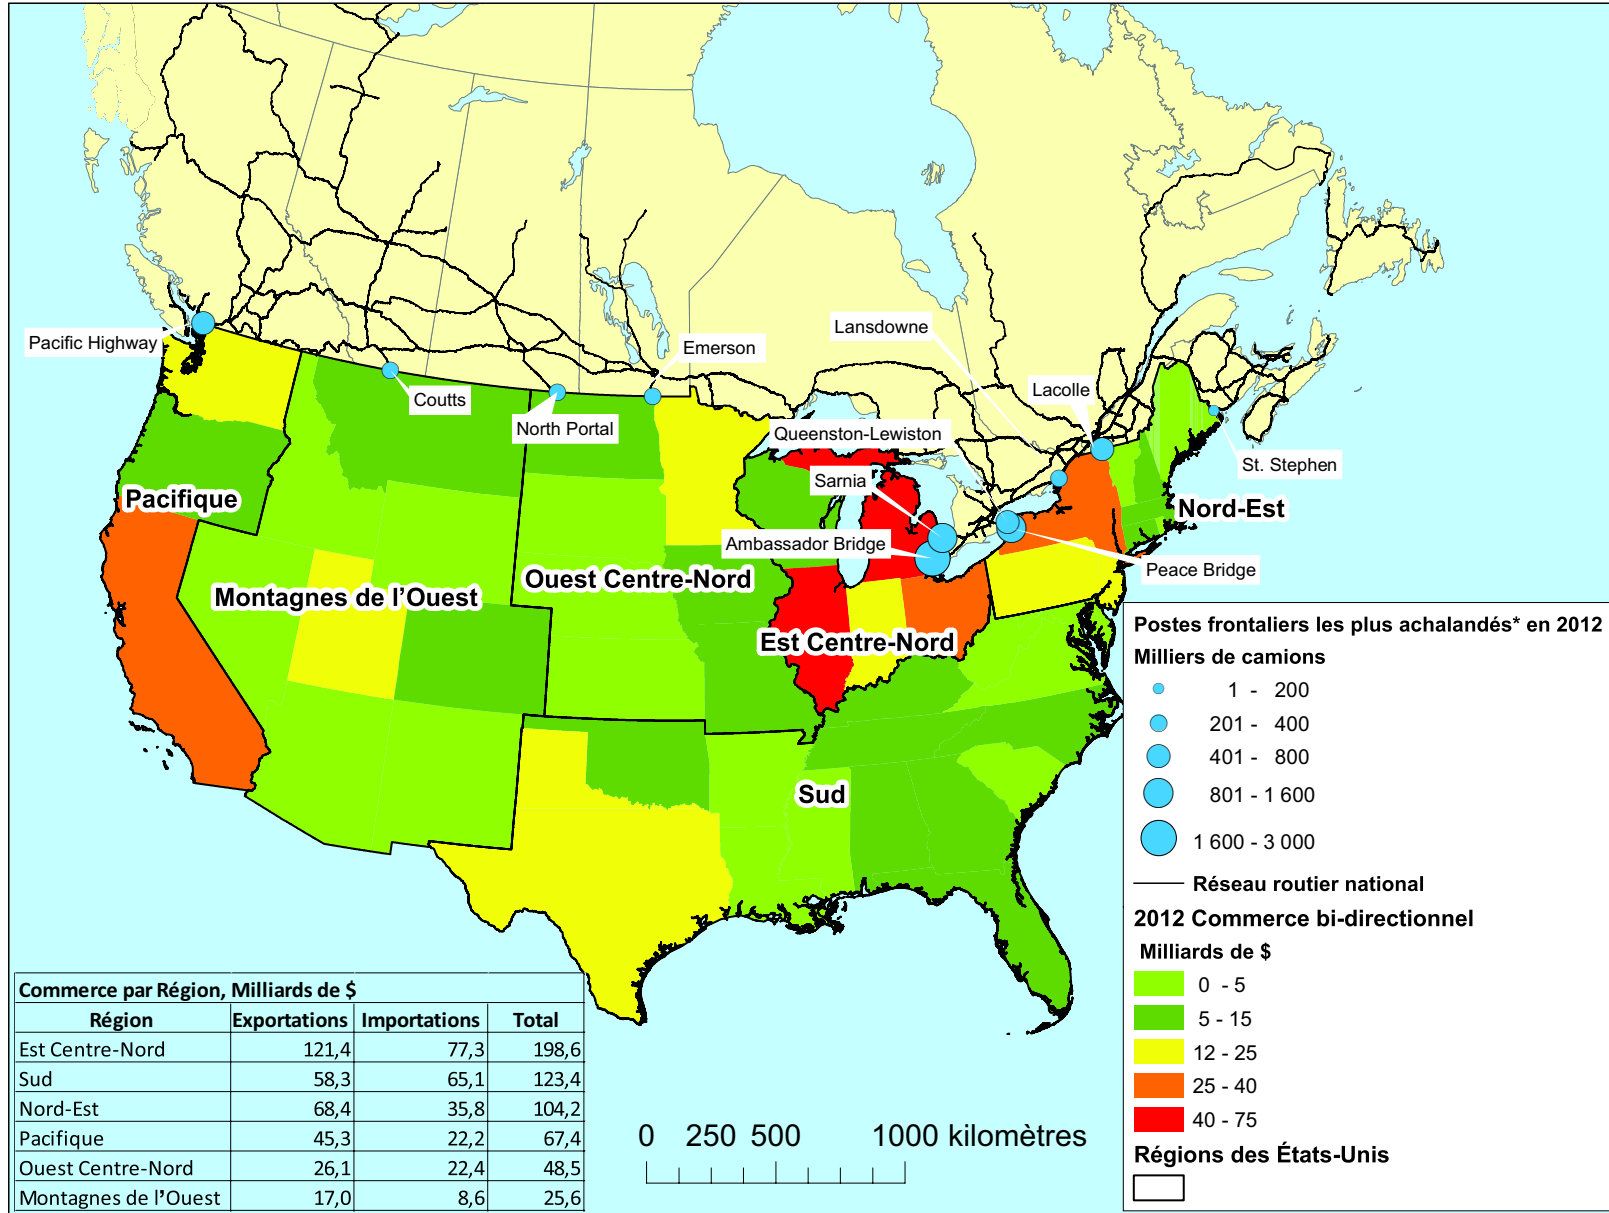 Lansdowne
Pacific Highway
Emerson
Coutts
Lacolle
North Portal
Queenston-Lewiston
St. Stephen
Sarnia
Pacifique
Nord-Est
Ambassador Bridge
Peace Bridge
Ouest Centre-Nord
Montagnes de l’Ouest
Est Centre-Nord
Sud
Postes frontaliers les plus achalandés* en 2012
Milliers de camions
1 - 200
201 - 400
401 - 800
801 - 1 600
1 600 - 3 000
Réseau routier national
2012 Commerce bi-directionnel
Milliards de $
0 - 5
5 - 15
12 - 25
25 - 40
40 - 75
Régions des États-Unis
Commerce par Région, Milliards de $
Région Exportations Importations Total
Est Centre-Nord 121,4 77,3 198,6
Sud 58,3 65,1 123,4
Nord-Est 68,4 35,8 104,2
Pacifique 45,3 22,2 67,4
Ouest Centre-Nord 26,1 22,4 48,5
Montagnes de l’Ouest 17,0 8,6 25,6
0 250 500 1000 kilomètres